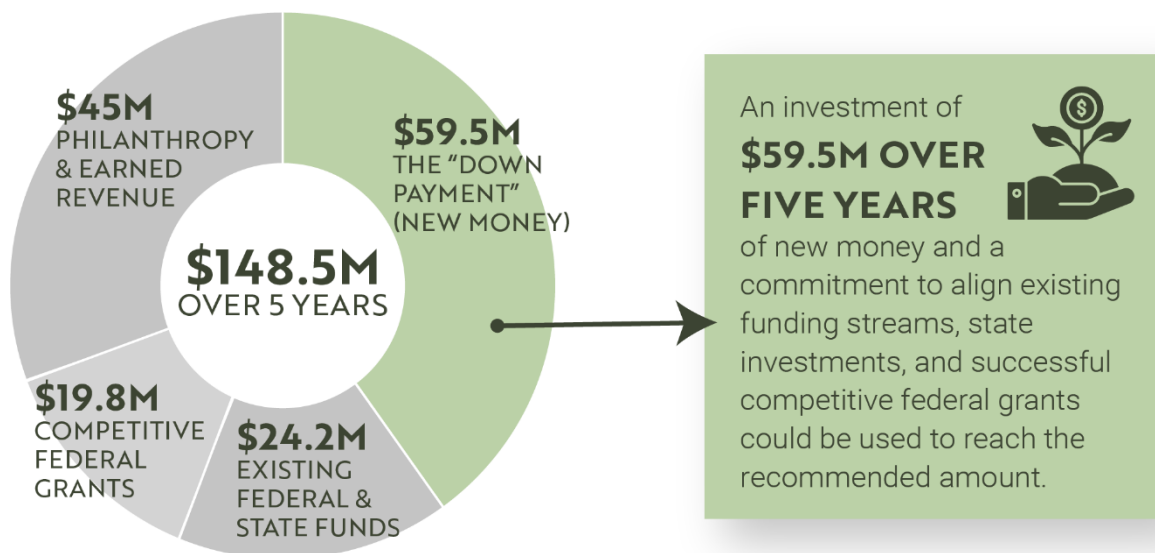 $45M
PHILANTHROPY
& EARNED
REVENUE
$59.5M
THE “DOWN
PAYMENT”
(NEW MONEY)
$148.5M
OVER 5 YEARS
$19.8M
COMPETITIVE
FEDERAL
GRANTS
$24.2M
EXISTING
FEDERAL &
STATE FUNDS
An investment of
$59.5M OVER
FIVE YEARS
of new money and a
commitment to align existing
funding streams, state
investments, and successful
competitive federal grants
could be used to reach the
recommended amount.
$